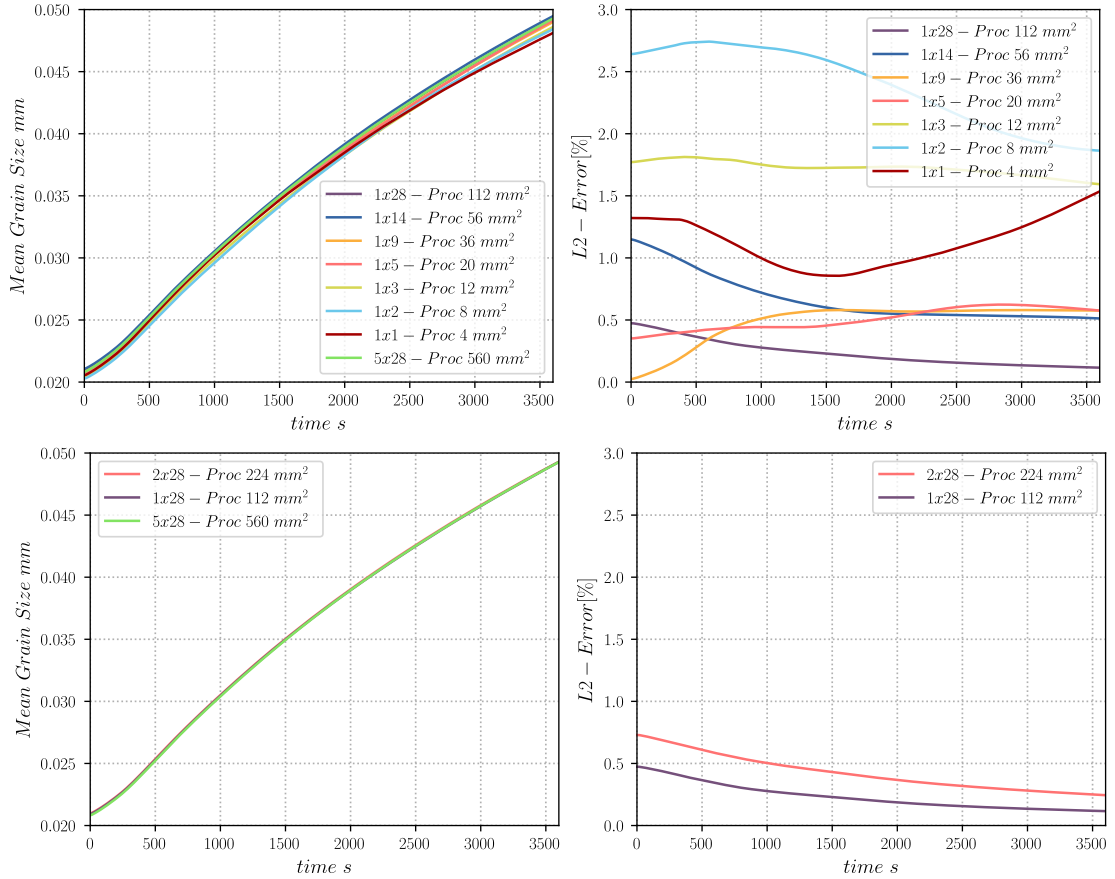 0.050
0.045
0.040
0.035
0.030
0.025
0.020
Mean Grain Size mm
1x28 − Proc 112 mm²
1x14 − Proc 56 mm²
1x9 − Proc 36 mm²
1x5 − Proc 20 mm²
1x3 − Proc 12 mm²
1x2 − Proc 8 mm²
1x1 − Proc 4 mm²
5x28 − Proc 560 mm²
0 500 1000 1500 2000 2500 3000 3500
time s
3.0
2.5
2.0
1.5
1.0
0.5
0.0
L2 − Error[%]
1x28 − Proc 112 mm²
1x14 − Proc 56 mm²
1x9 − Proc 36 mm²
1x5 − Proc 20 mm²
1x3 − Proc 12 mm²
1x2 − Proc 8 mm²
1x1 − Proc 4 mm²
0 500 1000 1500 2000 2500 3000 3500
time s
0.050
0.045
0.040
0.035
0.030
0.025
0.020
Mean Grain Size mm
2x28 − Proc 224 mm²
1x28 − Proc 112 mm²
5x28 − Proc 560 mm²
0 500 1000 1500 2000 2500 3000 3500
time s
3.0
2.5
2.0
1.5
1.0
0.5
0.0
L2 − Error[%]
2x28 − Proc 224 mm²
1x28 − Proc 112 mm²
0 500 1000 1500 2000 2500 3000 3500
time s